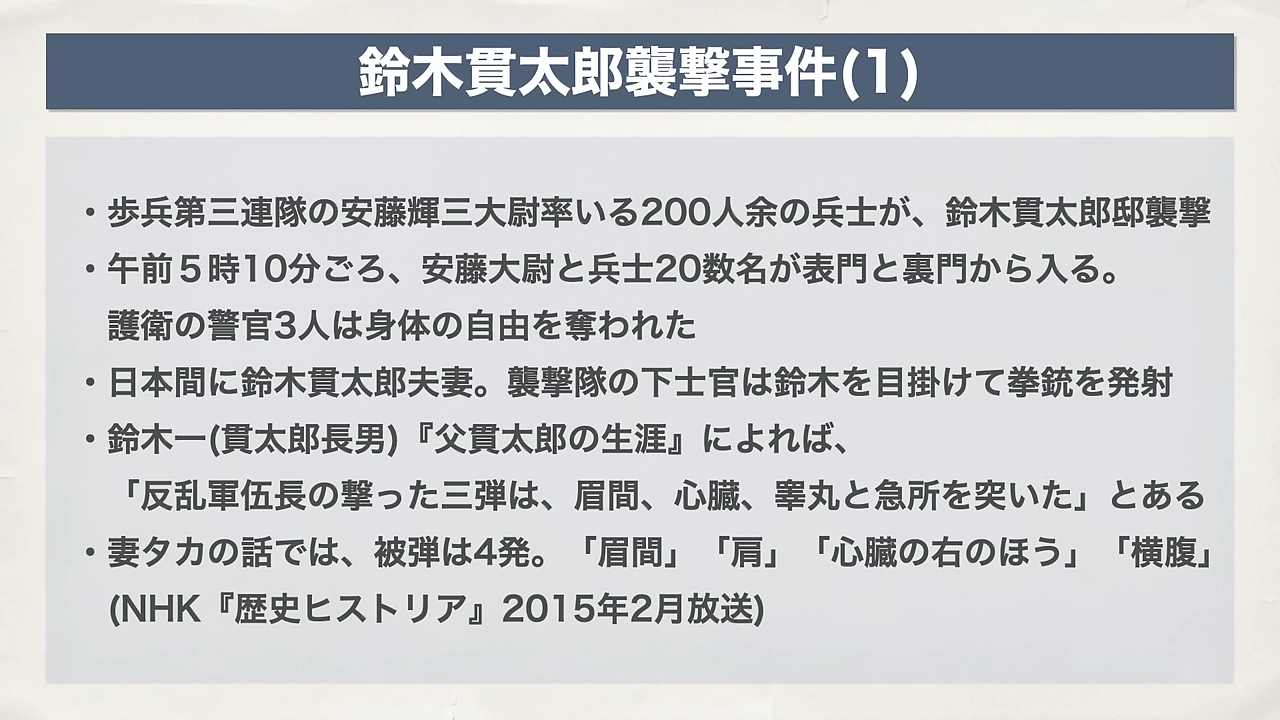 鈴木貫太郎襲撃事件(1)
・歩兵第三連隊の安藤輝三大尉率いる200人余の兵士が、鈴木貫太郎邸襲撃
・午前５時10分ごろ、安藤大尉と兵士20数名が表門と裏門から入る。
護衛の警官3人は身体の自由を奪われた
・日本間に鈴木貫太郎夫妻。襲撃隊の下士官は鈴木を目掛けて拳銃を発射
・鈴木一(貫太郎長男)『父貫太郎の生涯』によれば、
「反乱軍伍長の撃った三弾は、眉間、心臓、睾丸と急所を突いた」とある
・妻タカの話では、被弾は4発。「眉間」「肩」「心臓の右のほう」「横腹」
(NHK『歴史ヒストリア』2015年2月放送)